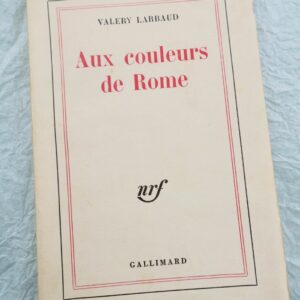 VALERY LARBAUD
Aux couleurs
de Rome
nrf
GALLIMARD